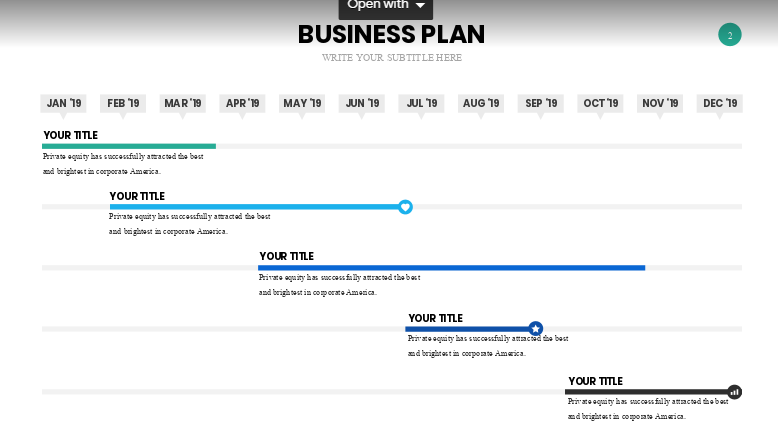 Open with
BUSINESS PLAN
2
WRITE YOUR SUBTITLE HERE
JAN '19 FEB '19 MAR '19 APR '19 MAY '19 JUN '19 JUL '19 AUG '19 SEP '19 OCT '19 NOV '19 DEC '19
YOUR TITLE
Private equity has successfully attracted the best
and brightest in corporate America.
YOUR TITLE
Private equity has successfully attracted the best
and brightest in corporate America.
YOUR TITLE
Private equity has successfully attracted the best
and brightest in corporate America.
YOUR TITLE
Private equity has successfully attracted the best
and brightest in corporate America.
YOUR TITLE
Private equity has successfully attracted the best
and brightest in corporate America.